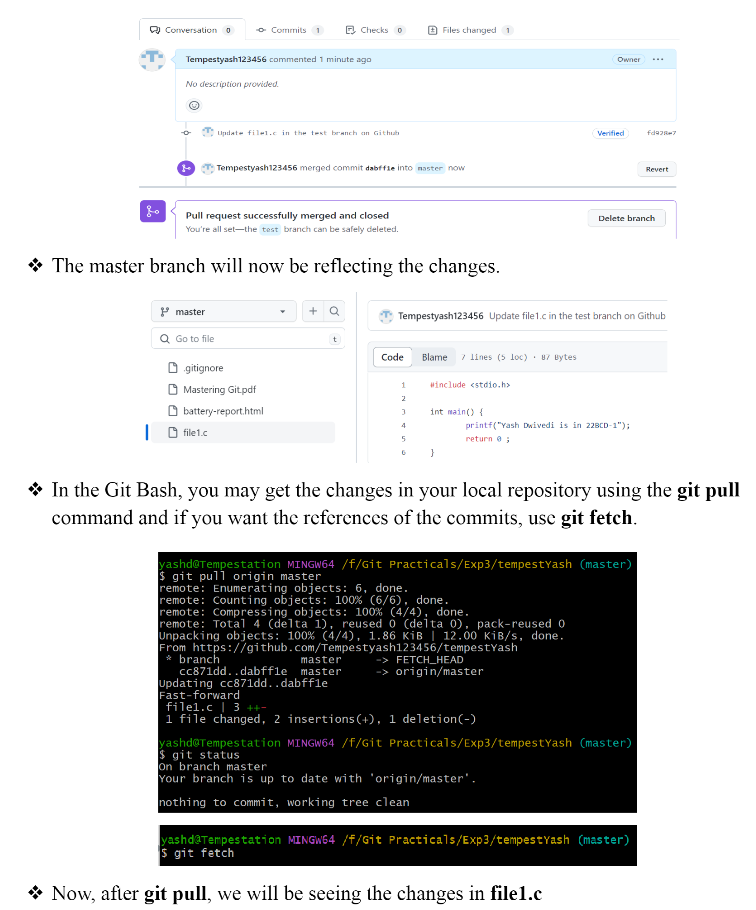 Conversation 0 Commits 1 Checks 0 Files changed 1
Tempestyash123456 commented 1 minute ago Owner ...
No description provided.
Update file1.c in the test branch on Github Verified fd928e7
Tempestyash123456 merged commit dabff1e into master now Revert
Pull request successfully merged and closed
You're all set—the test branch can be safely deleted. Delete branch
❖ The master branch will now be reflecting the changes.
master
Go to file t
.gitignore
Mastering Git.pdf
battery-report.html
file1.c
Tempestyash123456 Update file1.c in the test branch on Github
Code Blame 7 lines (5 loc) · 87 Bytes
1 #include <stdio.h>
2
3 int main() {
4 printf("Yash Dwivedi is in 22BCD-1");
5 return 0 ;
6 }
❖ In the Git Bash, you may get the changes in your local repository using the git pull
command and if you want the references of the commits, use git fetch.
yashd@Tempestation MINGW64 /f/Git Practicals/Exp3/tempestYash (master)
$ git pull origin master
remote: Enumerating objects: 6, done.
remote: Counting objects: 100% (6/6), done.
remote: Compressing objects: 100% (4/4), done.
remote: Total 4 (delta 1), reused 0 (delta 0), pack-reused 0
Unpacking objects: 100% (4/4), 1.86 KiB | 12.00 KiB/s, done.
From https://github.com/Tempestyash123456/tempestYash
* branch master -> FETCH_HEAD
cc871dd..dabff1e master -> origin/master
Updating cc871dd..dabff1e
Fast-forward
file1.c | 3 ++-
1 file changed, 2 insertions(+), 1 deletion(-)
yashd@Tempestation MINGW64 /f/Git Practicals/Exp3/tempestYash (master)
$ git status
On branch master
Your branch is up to date with 'origin/master'.
nothing to commit, working tree clean
yashd@Tempestation MINGW64 /f/Git Practicals/Exp3/tempestYash (master)
$ git fetch
❖ Now, after git pull, we will be seeing the changes in file1.c